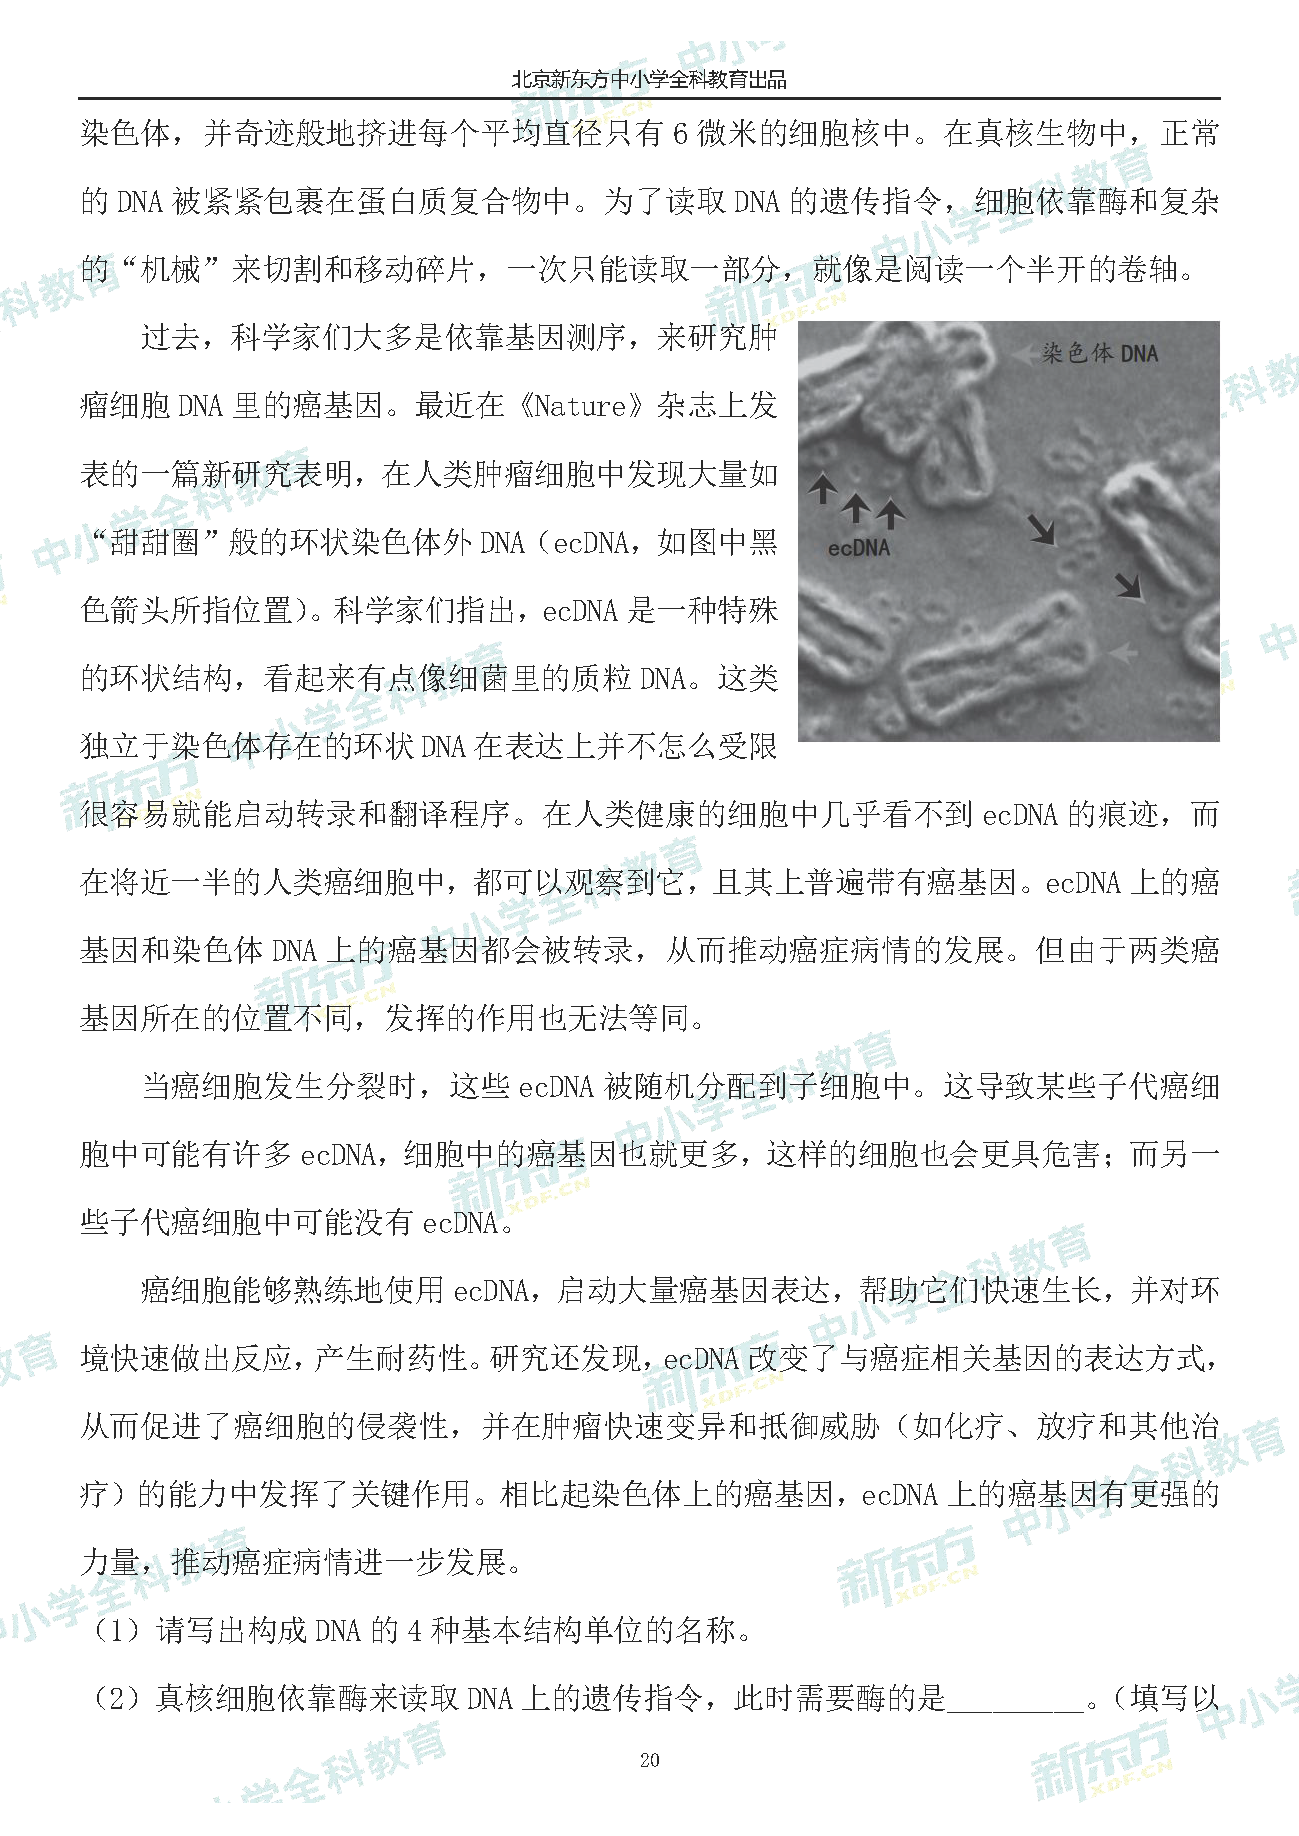 北京新东方中小学全科教育出品
染色体，并奇迹般地挤进每个平均直径只有 6 微米的细胞核中。在真核生物中，正常
的 DNA 被紧紧包裹在蛋白质复合物中。为了读取 DNA 的遗传指令，细胞依靠酶和复杂
的“机械”来切割和移动碎片，一次只能读取一部分，就像是阅读一个半开的卷轴。
过去，科学家们大多是依靠基因测序，来研究肿
瘤细胞 DNA 里的癌基因。最近在《Nature》杂志上发
表的一篇新研究表明，在人类肿瘤细胞中发现大量如
“甜甜圈”般的环状染色体外 DNA（ecDNA，如图中黑
色箭头所指位置）。科学家们指出，ecDNA 是一种特殊
的环状结构，看起来有点像细菌里的质粒 DNA。这类
独立于染色体存在的环状 DNA 在表达上并不怎么受限
染色体 DNA
ecDNA
很容易就能启动转录和翻译程序。在人类健康的细胞中几乎看不到 ecDNA 的痕迹，而
在将近一半的人类癌细胞中，都可以观察到它，且其上普遍带有癌基因。ecDNA 上的癌
基因和染色体 DNA 上的癌基因都会被转录，从而推动癌症病情的发展。但由于两类癌
基因所在的位置不同，发挥的作用也无法等同。
当癌细胞发生分裂时，这些 ecDNA 被随机分配到子细胞中。这导致某些子代癌细
胞中可能有许多 ecDNA，细胞中的癌基因也就更多，这样的细胞也会更具危害；而另一
些子代癌细胞中可能没有 ecDNA。
癌细胞能够熟练地使用 ecDNA，启动大量癌基因表达，帮助它们快速生长，并对环
境快速做出反应，产生耐药性。研究还发现，ecDNA 改变了与癌症相关基因的表达方式，
从而促进了癌细胞的侵袭性，并在肿瘤快速变异和抵御威胁（如化疗、放疗和其他治
疗）的能力中发挥了关键作用。相比起染色体上的癌基因，ecDNA 上的癌基因有更强的
力量，推动癌症病情进一步发展。
（1）请写出构成 DNA 的 4 种基本结构单位的名称。
（2）真核细胞依靠酶来读取 DNA 上的遗传指令，此时需要酶的是_________。（填写以
20